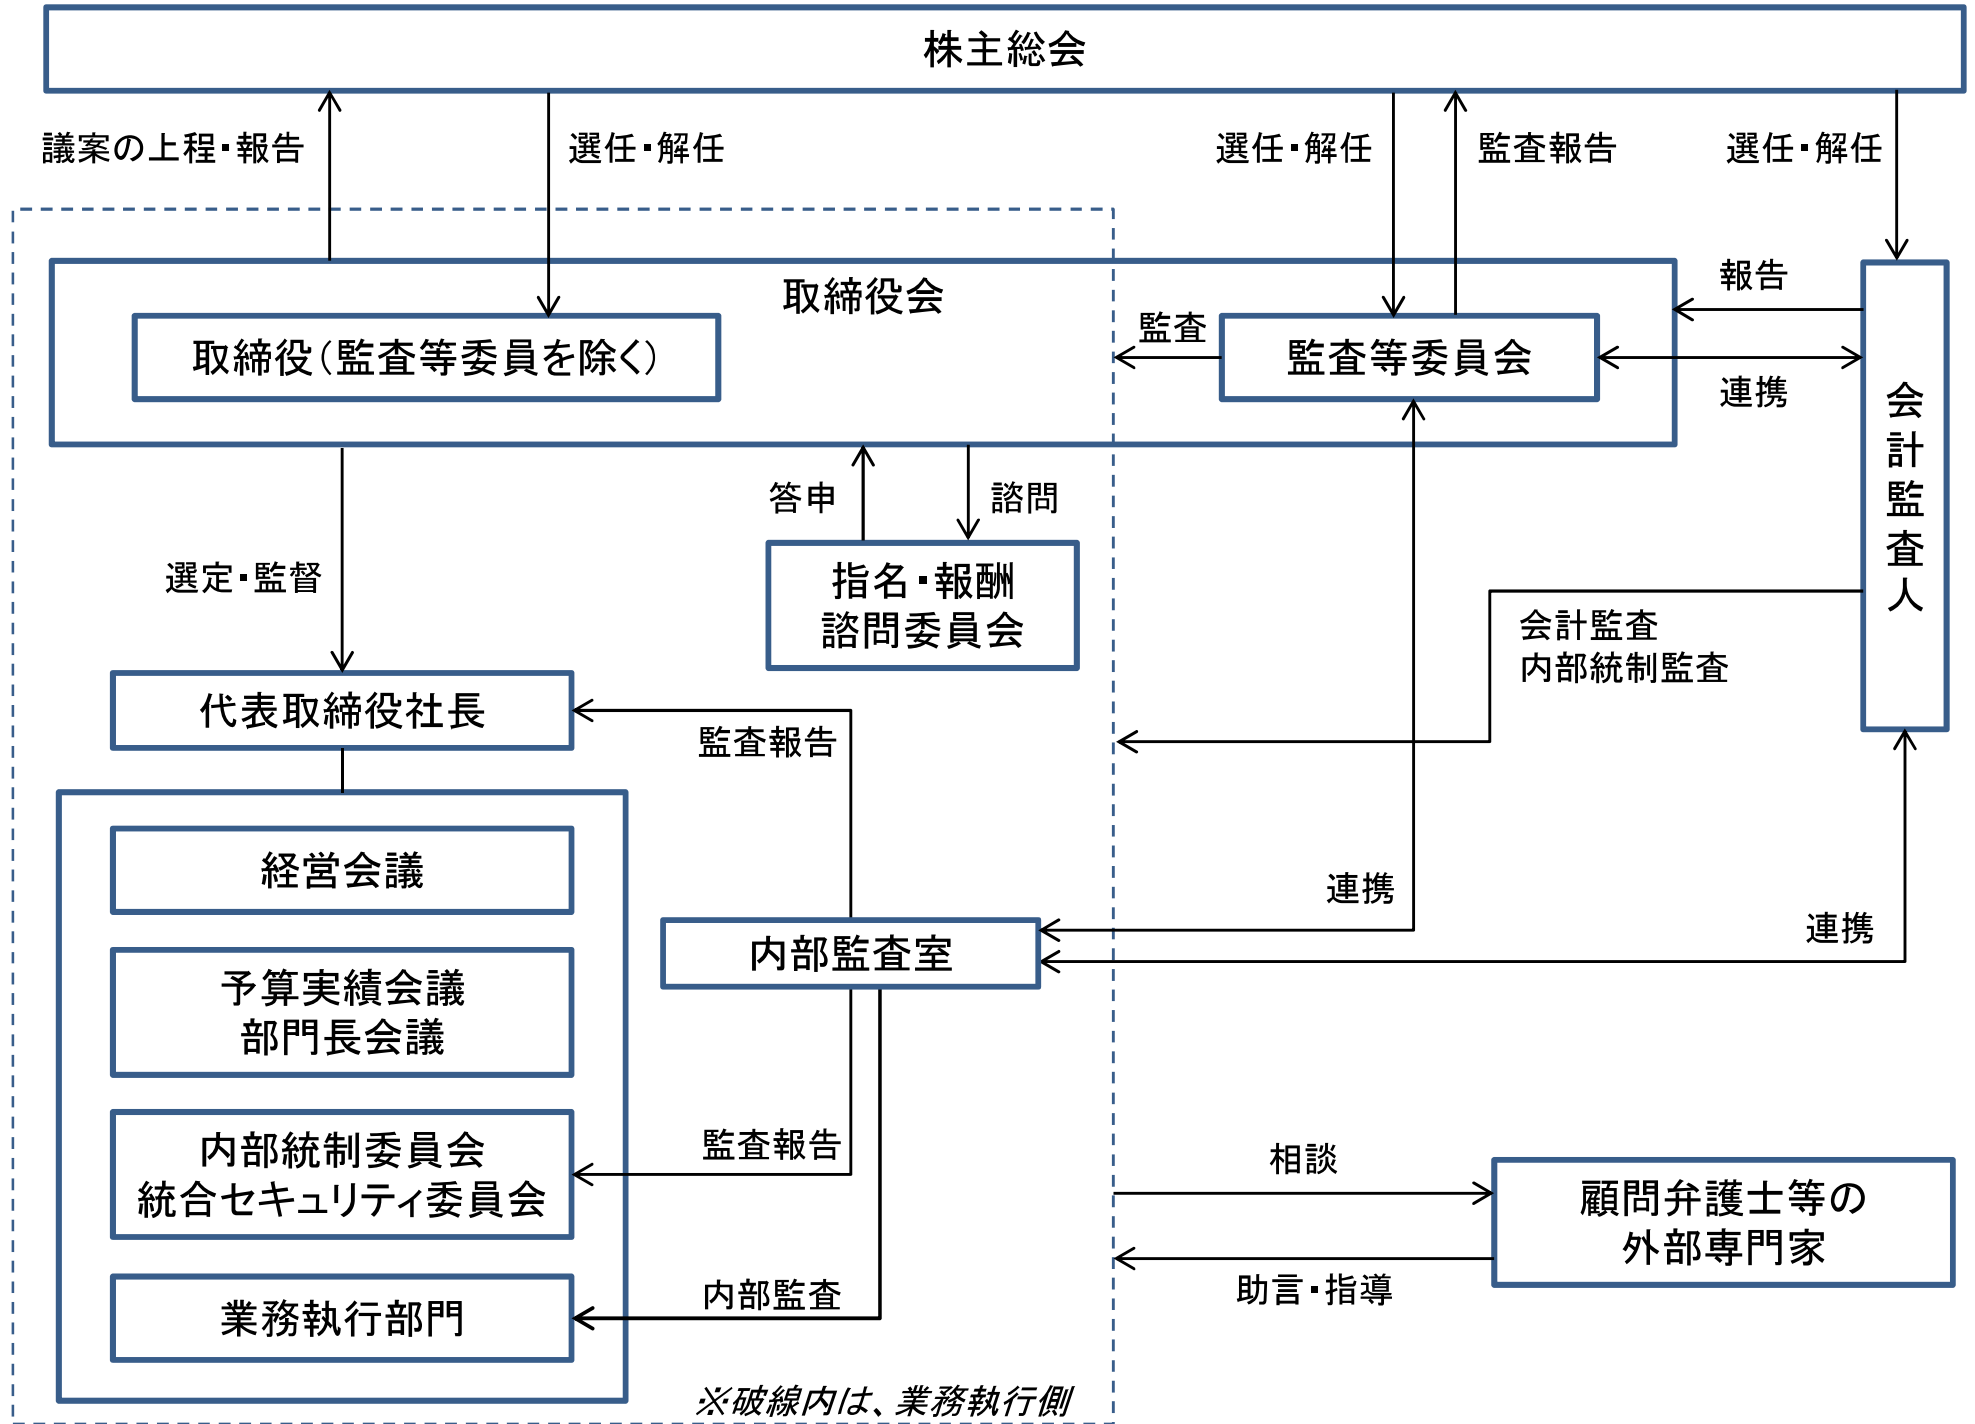 株主総会
議案の上程・報告
選任・解任
選任・解任
監査報告
選任・解任
取締役会
取締役（監査等委員を除く）
監査
監査等委員会
報告
連携
会計監査人
答申
諮問
選定・監督
指名・報酬
諮問委員会
会計監査
内部統制監査
代表取締役社長
監査報告
経営会議
連携
連携
内部監査室
予算実績会議
部門長会議
監査報告
内部統制委員会
統合セキュリティ委員会
相談
顧問弁護士等の
外部専門家
助言・指導
内部監査
業務執行部門
※破線内は、業務執行側